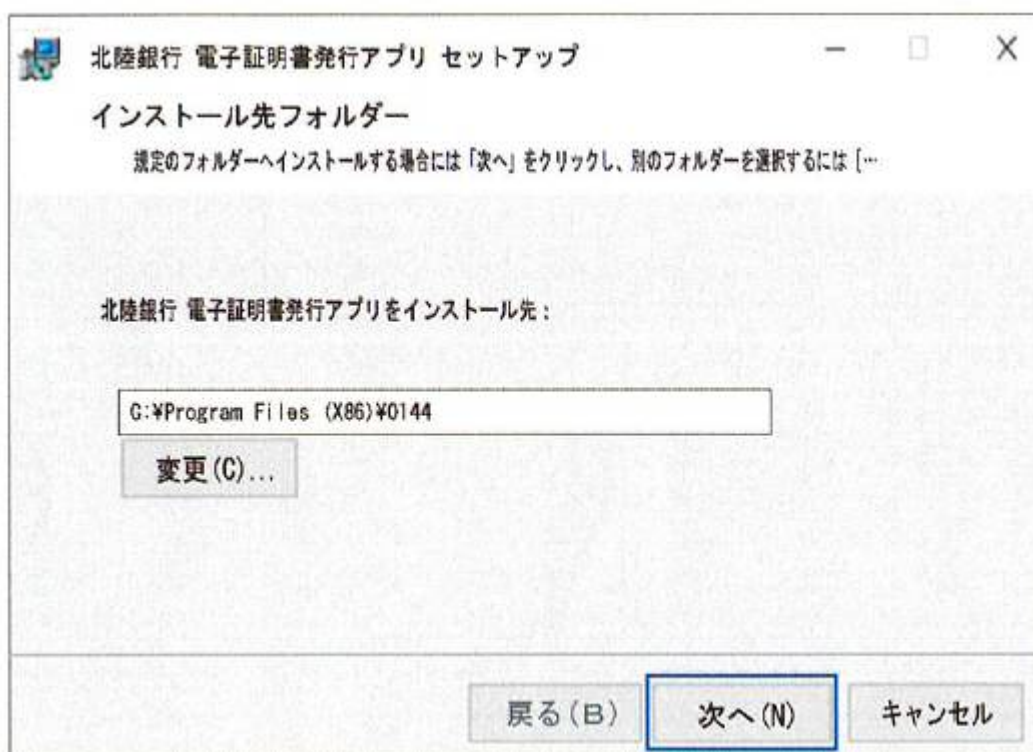 北陸銀行 電子証明書発行アプリ セットアップ
インストール先フォルダー
規定のフォルダーへインストールする場合には「次へ」をクリックし、別のフォルダーを選択するには […
北陸銀行 電子証明書発行アプリをインストール先:
C:¥Program Files (X86)¥0144
変更(C)...
戻る(B)
次へ(N)
キャンセル